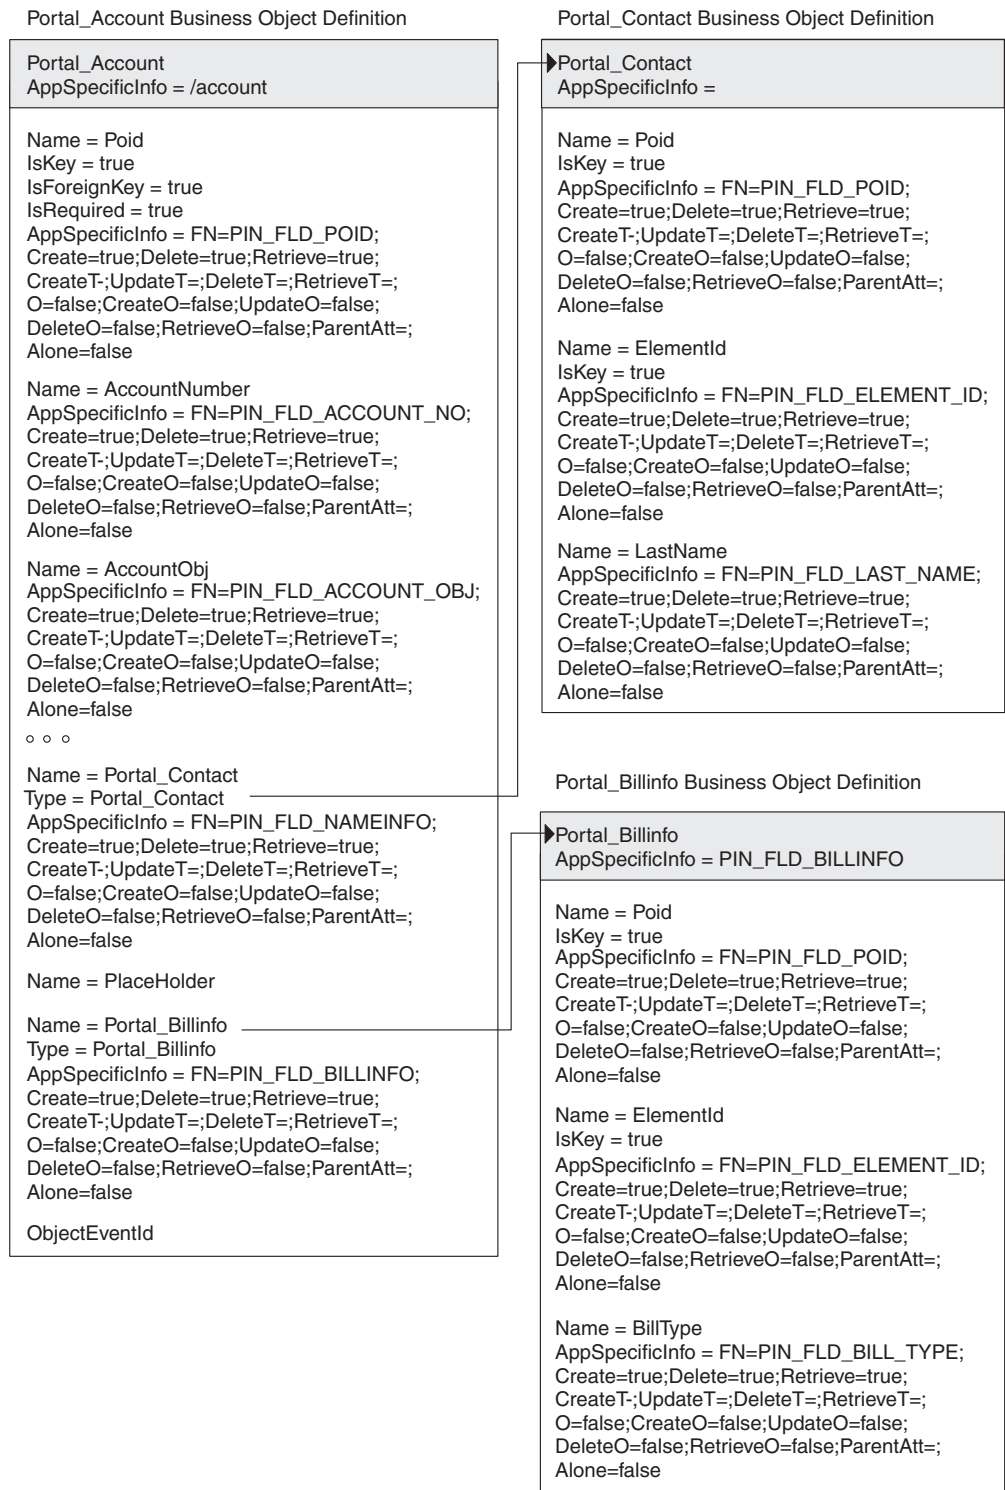 Portal_Account Business Object Definition
Portal_Account
AppSpecificInfo = /account
Name = Poid
IsKey = true
IsForeignKey = true
IsRequired = true
AppSpecificInfo = FN=PIN_FLD_POID;
Create=true;Delete=true;Retrieve=true;
CreateT-;UpdateT=;DeleteT=;RetrieveT=;
O=false;CreateO=false;UpdateO=false;
DeleteO=false;RetrieveO=false;ParentAtt=;
Alone=false
Name = AccountNumber
AppSpecificInfo = FN=PIN_FLD_ACCOUNT_NO;
Create=true;Delete=true;Retrieve=true;
CreateT-;UpdateT=;DeleteT=;RetrieveT=;
O=false;CreateO=false;UpdateO=false;
DeleteO=false;RetrieveO=false;ParentAtt=;
Alone=false
Name = AccountObj
AppSpecificInfo = FN=PIN_FLD_ACCOUNT_OBJ;
Create=true;Delete=true;Retrieve=true;
CreateT-;UpdateT=;DeleteT=;RetrieveT=;
O=false;CreateO=false;UpdateO=false;
DeleteO=false;RetrieveO=false;ParentAtt=;
Alone=false
Name = Portal_Contact
Type = Portal_Contact
AppSpecificInfo = FN=PIN_FLD_NAMEINFO;
Create=true;Delete=true;Retrieve=true;
CreateT-;UpdateT=;DeleteT=;RetrieveT=;
O=false;CreateO=false;UpdateO=false;
DeleteO=false;RetrieveO=false;ParentAtt=;
Alone=false
Name = PlaceHolder
Name = Portal_Billinfo
Type = Portal_Billinfo
AppSpecificInfo = FN=PIN_FLD_BILLINFO;
Create=true;Delete=true;Retrieve=true;
CreateT-;UpdateT=;DeleteT=;RetrieveT=;
O=false;CreateO=false;UpdateO=false;
DeleteO=false;RetrieveO=false;ParentAtt=;
Alone=false
ObjectEventId
Portal_Contact Business Object Definition
Portal_Contact
AppSpecificInfo =
Name = Poid
IsKey = true
AppSpecificInfo = FN=PIN_FLD_POID;
Create=true;Delete=true;Retrieve=true;
CreateT-;UpdateT=;DeleteT=;RetrieveT=;
O=false;CreateO=false;UpdateO=false;
DeleteO=false;RetrieveO=false;ParentAtt=;
Alone=false
Name = ElementId
IsKey = true
AppSpecificInfo = FN=PIN_FLD_ELEMENT_ID;
Create=true;Delete=true;Retrieve=true;
CreateT-;UpdateT=;DeleteT=;RetrieveT=;
O=false;CreateO=false;UpdateO=false;
DeleteO=false;RetrieveO=false;ParentAtt=;
Alone=false
Name = LastName
AppSpecificInfo = FN=PIN_FLD_LAST_NAME;
Create=true;Delete=true;Retrieve=true;
CreateT-;UpdateT=;DeleteT=;RetrieveT=;
O=false;CreateO=false;UpdateO=false;
DeleteO=false;RetrieveO=false;ParentAtt=;
Alone=false
Portal_Billinfo Business Object Definition
Portal_Billinfo
AppSpecificInfo = PIN_FLD_BILLINFO
Name = Poid
IsKey = true
AppSpecificInfo = FN=PIN_FLD_POID;
Create=true;Delete=true;Retrieve=true;
CreateT-;UpdateT=;DeleteT=;RetrieveT=;
O=false;CreateO=false;UpdateO=false;
DeleteO=false;RetrieveO=false;ParentAtt=;
Alone=false
Name = ElementId
IsKey = true
AppSpecificInfo = FN=PIN_FLD_ELEMENT_ID;
Create=true;Delete=true;Retrieve=true;
CreateT-;UpdateT=;DeleteT=;RetrieveT=;
O=false;CreateO=false;UpdateO=false;
DeleteO=false;RetrieveO=false;ParentAtt=;
Alone=false
Name = BillType
AppSpecificInfo = FN=PIN_FLD_BILL_TYPE;
Create=true;Delete=true;Retrieve=true;
CreateT-;UpdateT=;DeleteT=;RetrieveT=;
O=false;CreateO=false;UpdateO=false;
DeleteO=false;RetrieveO=false;ParentAtt=;
Alone=false